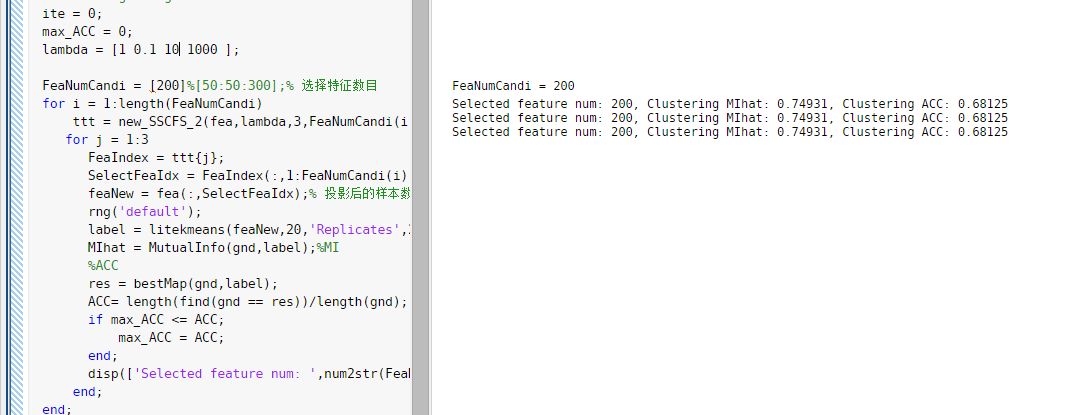 ite = 0;
max_ACC = 0;
lambda = [1 0.1 10 1000 ];
FeaNumCandi = [200]%[50:50:300];% 选择特征数目
for i = 1:length(FeaNumCandi)
ttt = new_SSCFS_2(fea,lambda,3,FeaNumCandi(i
for j = 1:3
FeaIndex = ttt{j};
SelectFeaIdx = FeaIndex(:,1:FeaNumCandi(i)
feaNew = fea(:,SelectFeaIdx);% 投影后的样本数
rng('default');
label = litekmeans(feaNew,20,'Replicates',
MIhat = MutualInfo(gnd,label);%MI
%ACC
res = bestMap(gnd,label);
ACC= length(find(gnd == res))/length(gnd);
if max_ACC <= ACC;
max_ACC = ACC;
end;
disp(['Selected feature num: ',num2str(Fea
end;
end;
FeaNumCandi = 200
Selected feature num: 200, Clustering MIhat: 0.74931, Clustering ACC: 0.68125
Selected feature num: 200, Clustering MIhat: 0.74931, Clustering ACC: 0.68125
Selected feature num: 200, Clustering MIhat: 0.74931, Clustering ACC: 0.68125